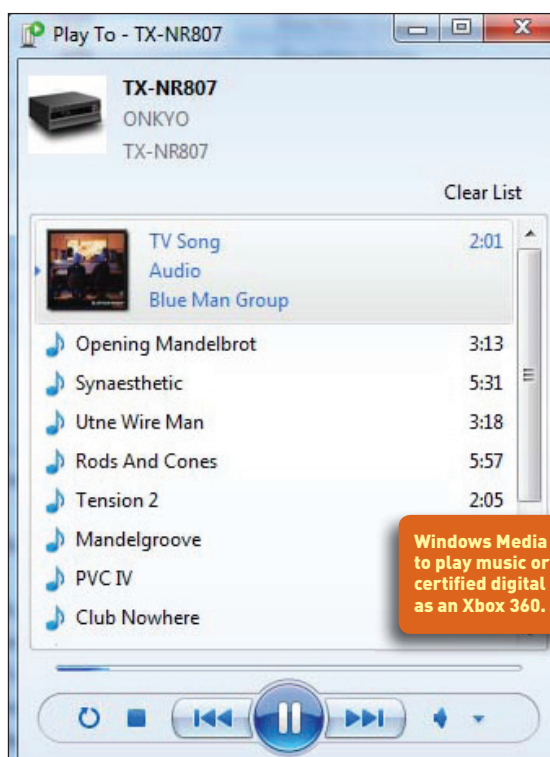 Play To - TX-NR807
TX-NR807
ONKYO
TX-NR807
Clear List
TV Song 2:01
Audio
Blue Man Group
Opening Mandelbrot 3:13
Synaesthetic 5:31
Utne Wire Man 3:18
Rods And Cones 5:57
Tension 2 2:05
Mandelgroove
PVC IV
Club Nowhere
Windows Media
to play music or
certified digital
as an Xbox 360.